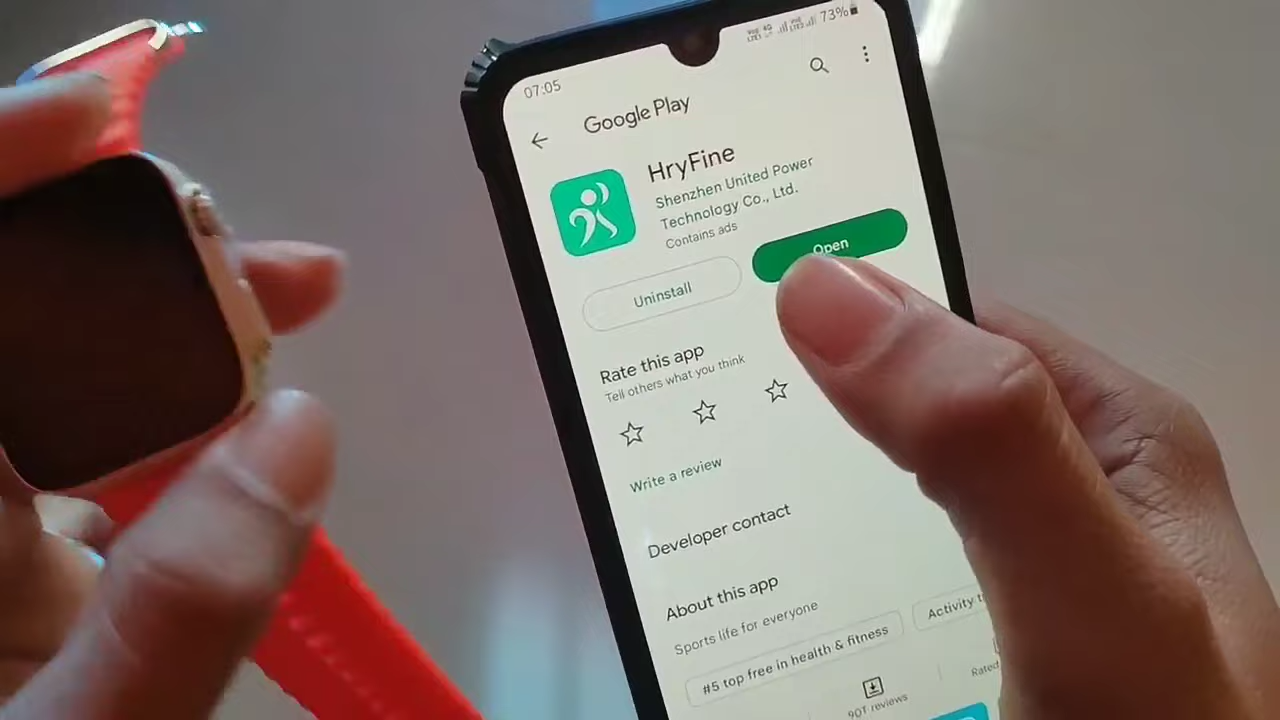 07:05
73%
Google Play
HryFine
Shenzhen United Power
Technology Co., Ltd.
Contains ads
Uninstall
Open
Rate this app
Tell others what you think
Write a review
Developer contact
About this app
Sports life for everyone
#5 top free in health & fitness
Activity
90T reviews
Rated